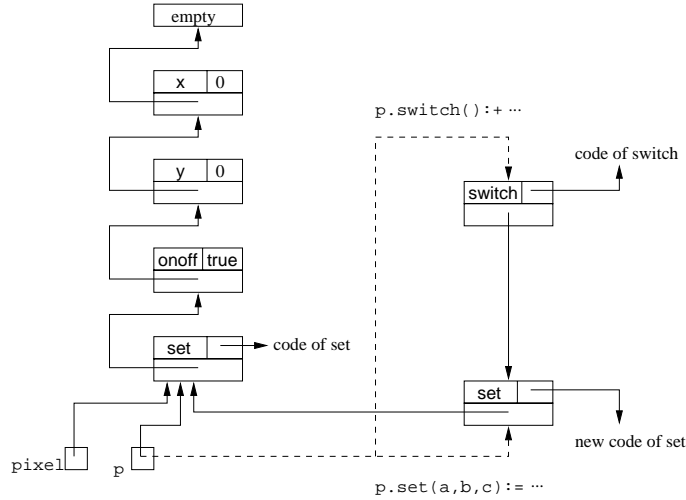 empty
x 0
p.switch():+ ...
code of switch
y 0
switch
onoff true
set
code of set
set
new code of set
pixel
p
p.set(a,b,c):= ...